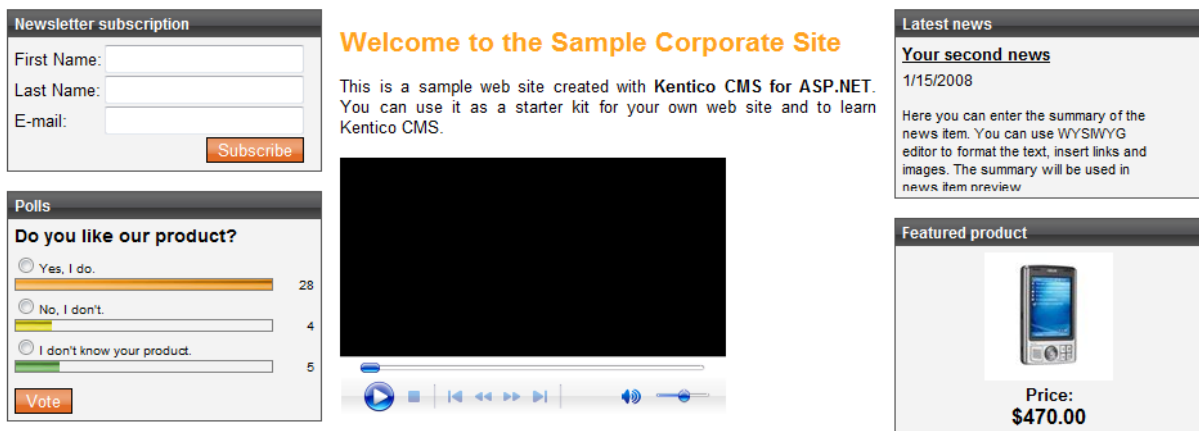 Newsletter subscription
First Name:
Last Name:
E-mail:
Subscribe
Polls
Do you like our product?
Yes, I do.
28
No, I don't.
4
I don't know your product.
5
Vote
Welcome to the Sample Corporate Site
This is a sample web site created with Kentico CMS for ASP.NET.
You can use it as a starter kit for your own web site and to learn
Kentico CMS.
Latest news
Your second news
1/15/2008
Here you can enter the summary of the
news item. You can use WYSIWYG
editor to format the text, insert links and
images. The summary will be used in
news item preview
Featured product
Price:
$470.00